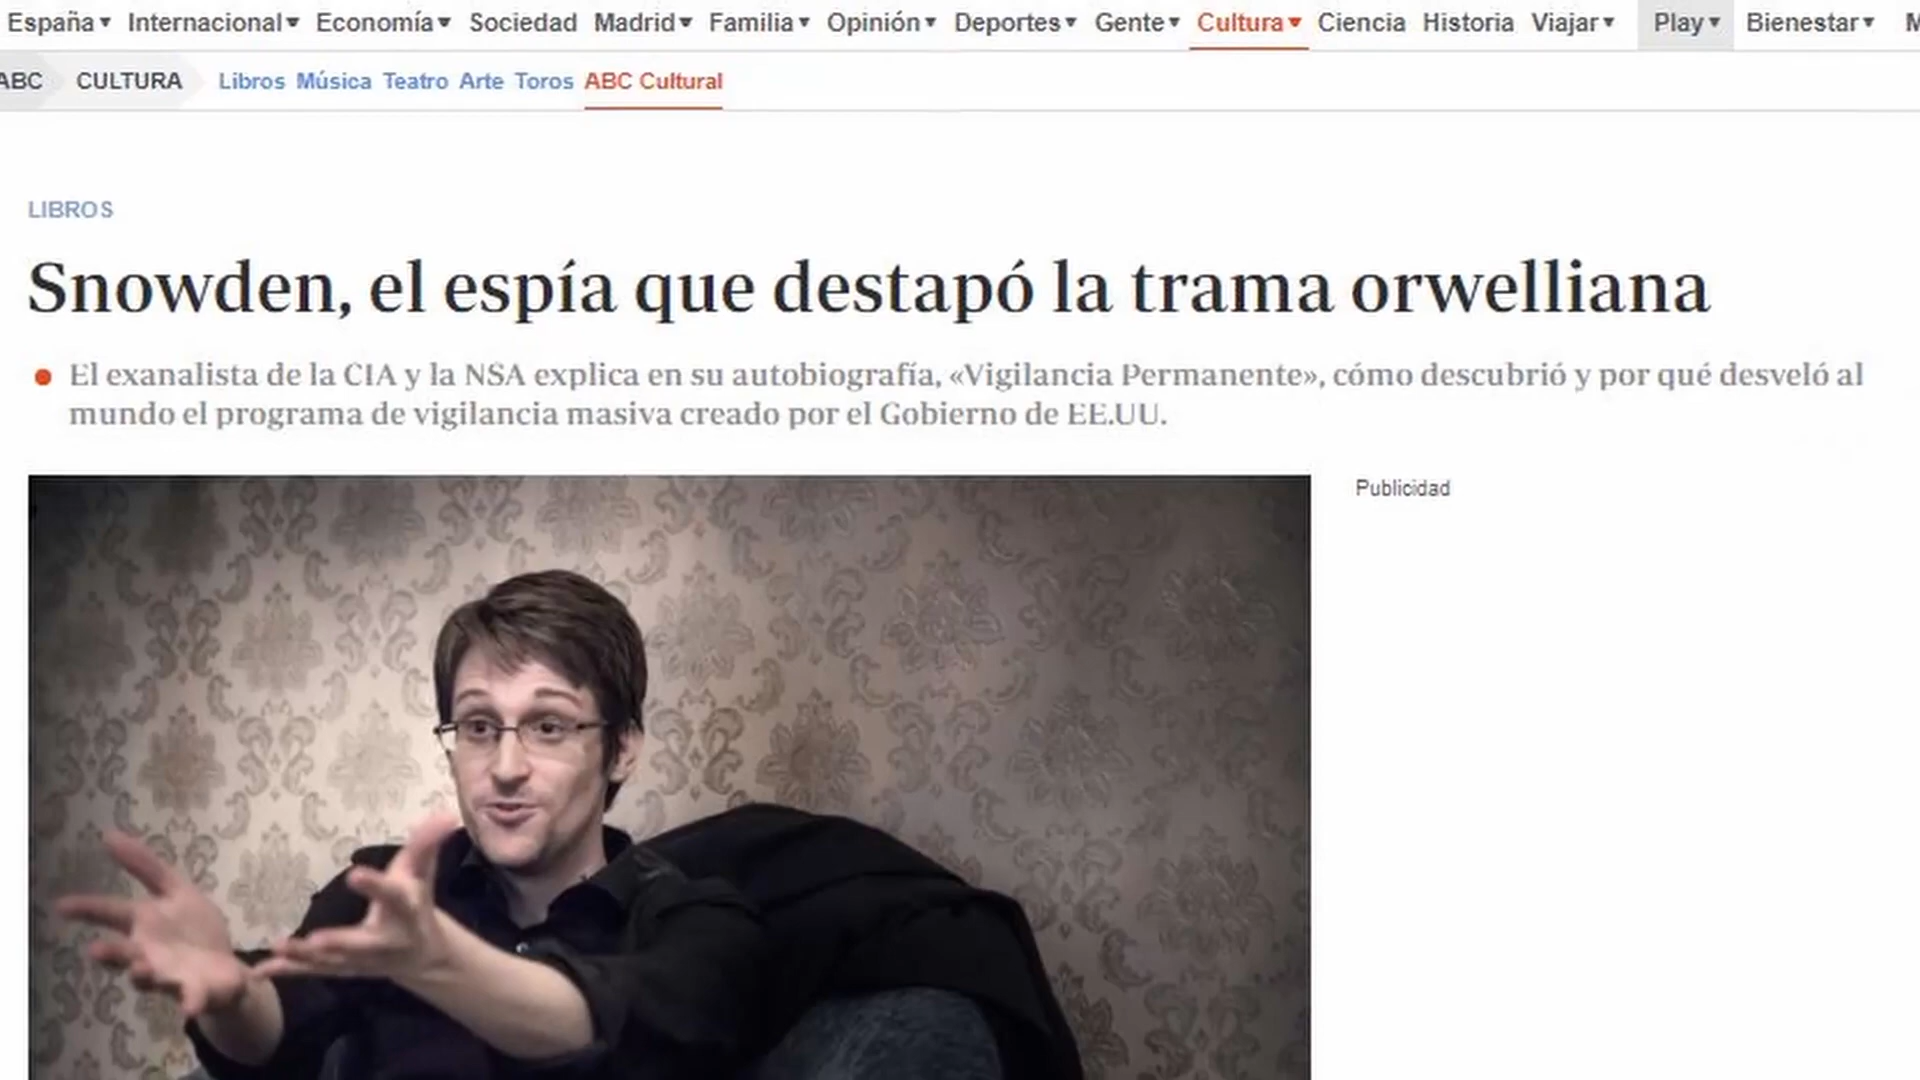 España Internacional Economía Sociedad Madrid Familia Opinión Deportes Gente Cultura Ciencia Historia Viajar Play Bienestar
ABC CULTURA Libros Música Teatro Arte Toros ABC Cultural
LIBROS
Snowden, el espía que destapó la trama orwelliana
El exanalista de la CIA y la NSA explica en su autobiografía, «Vigilancia Permanente», cómo descubrió y por qué desveló al
mundo el programa de vigilancia masiva creado por el Gobierno de EE.UU.
Publicidad